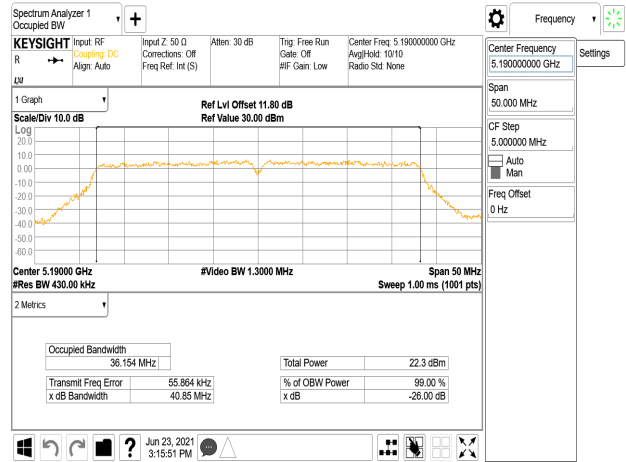 Spectrum Analyzer 1
Occupied BW
Frequency
KEYSIGHT
R
Input: RF
Coupling: DC
Align: Auto
Input Z: 50 Ω
Corrections: Off
Freq Ref: Int (S)
Atten: 30 dB
Trig: Free Run
Gate: Off
#IF Gain: Low
Center Freq: 5.190000000 GHz
Avg|Hold: 10/10
Radio Std: None
LXI
Center Frequency
5.190000000 GHz
Settings
Span
50.000 MHz
CF Step
5.000000 MHz
Auto
Man
Freq Offset
0 Hz
1 Graph
Ref Lvl Offset 11.80 dB
Scale/Div 10.0 dB
Ref Value 30.00 dBm
Log
20.0
10.0
0.00
-10.0
-20.0
-30.0
-40.0
-50.0
-60.0
Center 5.19000 GHz
#Video BW 1.3000 MHz
Span 50 MHz
#Res BW 430.00 kHz
Sweep 1.00 ms (1001 pts)
2 Metrics
Occupied Bandwidth
36.154 MHz
Total Power 22.3 dBm
Transmit Freq Error 55.864 kHz
% of OBW Power 99.00 %
x dB Bandwidth 40.85 MHz
x dB -26.00 dB
?
Jun 23, 2021
3:15:51 PM